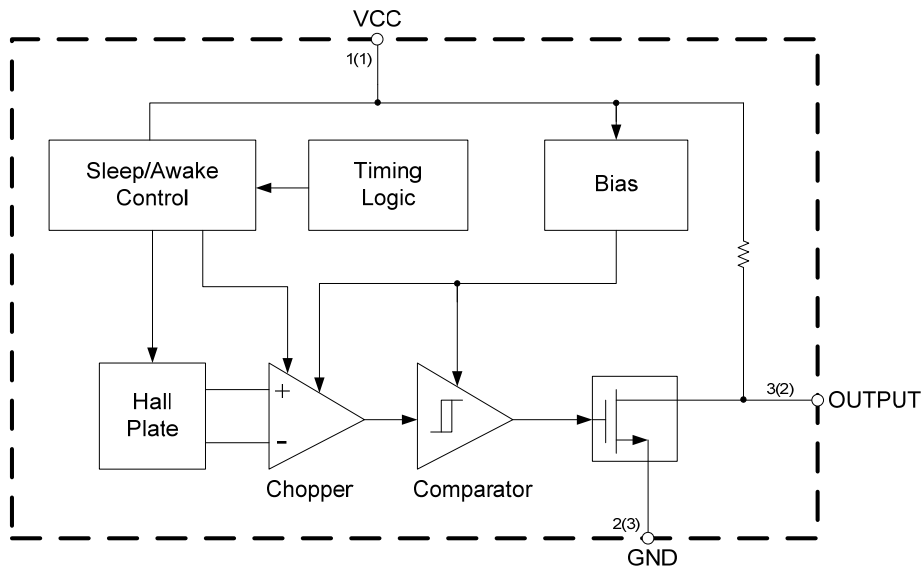 VCC
1(1)
Sleep/Awake
Control
Timing
Logic
Bias
Hall
Plate
+
-
Chopper
Comparator
3(2)
OUTPUT
2(3)
GND